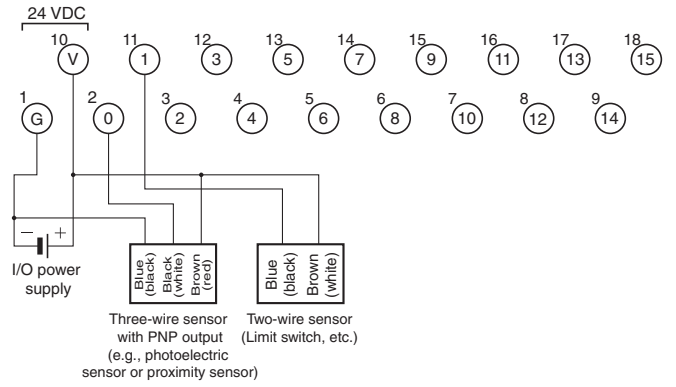 24 VDC
10 11 12 13 14 15 16 17 18
V 1 3 5 7 9 11 13 15
1 2 3 4 5 6 7 8 9
G 0 2 4 6 8 10 12 14
− +
I/O power
supply
Blue
(black)
Black
(white)
Brown
(red)
Blue
(black)
Brown
(white)
Three-wire sensor
with PNP output
(e.g., photoelectric
sensor or proximity sensor)
Two-wire sensor
(Limit switch, etc.)